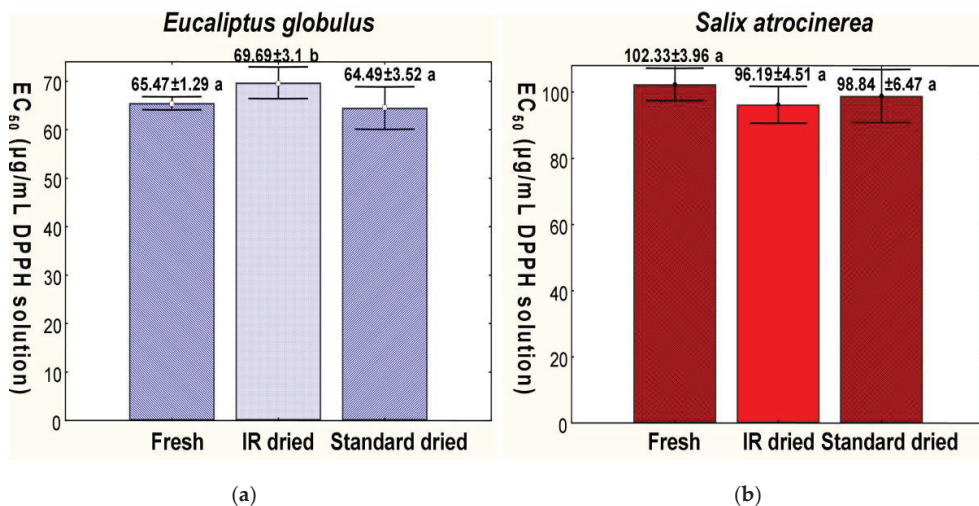 Eucaliptus globulus
EC50 (µg/mL DPPH solution)
70
60
50
40
30
20
10
0
65.47±1.29 a
69.69±3.1 b
64.49±3.52 a
Fresh IR dried Standard dried
(a)
Salix atrocinerea
EC50 (µg/mL DPPH solution)
100
80
60
40
20
0
102.33±3.96 a
96.19±4.51 a
98.84 ±6.47 a
Fresh IR dried Standard dried
(b)